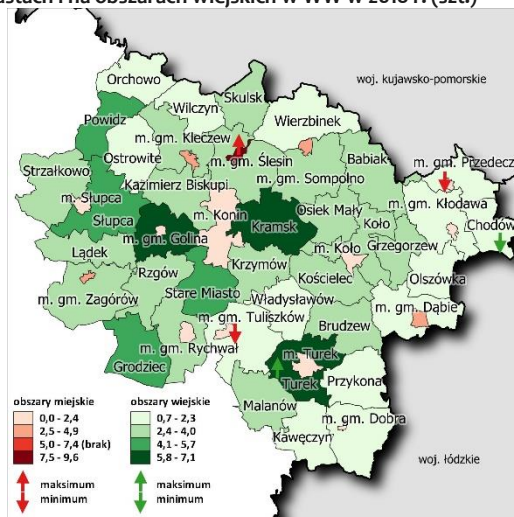 ustach i na obszarach wiejskich w WW w 2018 r. (szt.)
Orchowo
Skulsk
woj. kujawsko-pomorskie
Wilczyn
Wierzbinek
Powidz
m. gm. Kleczew
Ostrowite
m. gm. Ślesin
Babiak
m. gm. Przedecz
Strzałkowo
Kazimierz Biskupi
m. gm. Sompolno
m. Słupca
m. gm. Kłodawa
Osiek Mały
Chodów
Słupca
m. Konin
Kramsk
Koło
m. gm. Golina
m. Koło
Grzegorzew
Lądek
Krzymów
Rzgów
Kościelec
Olszówka
m. gm. Zagórów
Stare Miasto
Władysławów
m. gm. Dąbie
m. gm. Tuliszków
Brudzew
m. gm. Rychwał
Grodziec
m. Turek
Turek
Przykona
Malanów
m. gm. Dobra
Kawęczyn
woj. łódzkie
obszary miejskie
0,0 - 2,4
2,5 - 4,9
5,0 - 7,4 (brak)
7,5 - 9,6
maksimum
minimum
obszary wiejskie
0,7 - 2,3
2,4 - 4,0
4,1 - 5,7
5,8 - 7,1
maksimum
minimum